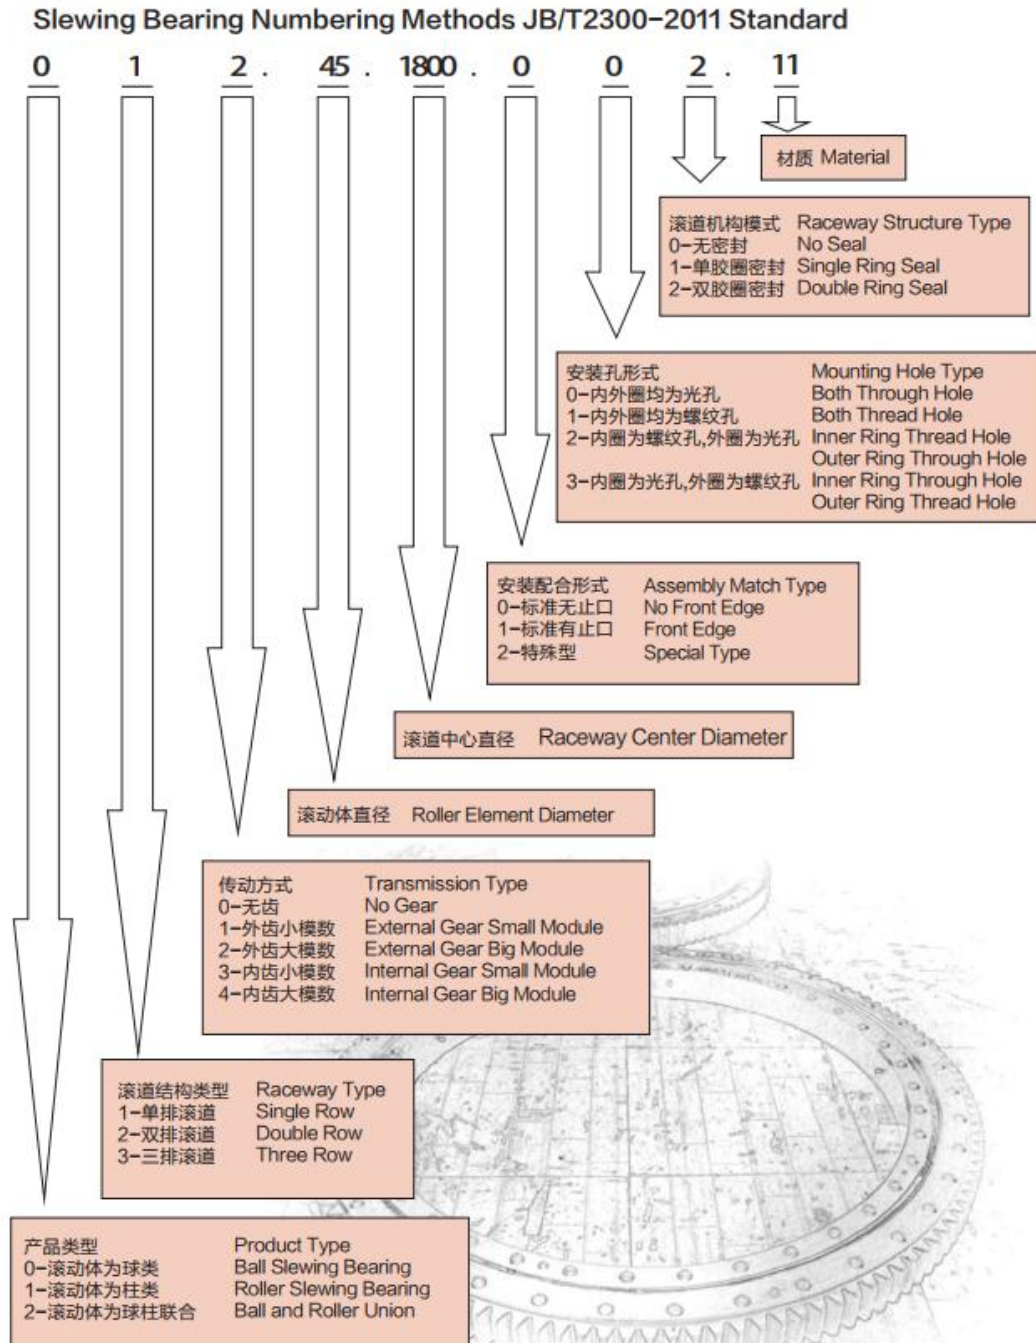 Slewing Bearing Numbering Methods JB/T2300-2011 Standard
0 1 2 . 45 . 1800 . 0 0 2 . 11
材质 Material
滚道机构模式 Raceway Structure Type
0-无密封 No Seal
1-单胶圈密封 Single Ring Seal
2-双胶圈密封 Double Ring Seal
安装孔形式 Mounting Hole Type
0-内外圈均为光孔 Both Through Hole
1-内外圈均为螺纹孔 Both Thread Hole
2-内圈为螺纹孔,外圈为光孔 Inner Ring Thread Hole
Outer Ring Through Hole
3-内圈为光孔,外圈为螺纹孔 Inner Ring Through Hole
Outer Ring Thread Hole
安装配合形式 Assembly Match Type
0-标准无止口 No Front Edge
1-标准有止口 Front Edge
2-特殊型 Special Type
滚道中心直径 Raceway Center Diameter
滚动体直径 Roller Element Diameter
传动方式 Transmission Type
0-无齿 No Gear
1-外齿小模数 External Gear Small Module
2-外齿大模数 External Gear Big Module
3-内齿小模数 Internal Gear Small Module
4-内齿大模数 Internal Gear Big Module
滚道结构类型 Raceway Type
1-单排滚道 Single Row
2-双排滚道 Double Row
3-三排滚道 Three Row
产品类型 Product Type
0-滚动体为球类 Ball Slewing Bearing
1-滚动体为柱类 Roller Slewing Bearing
2-滚动体为球柱联合 Ball and Roller Union